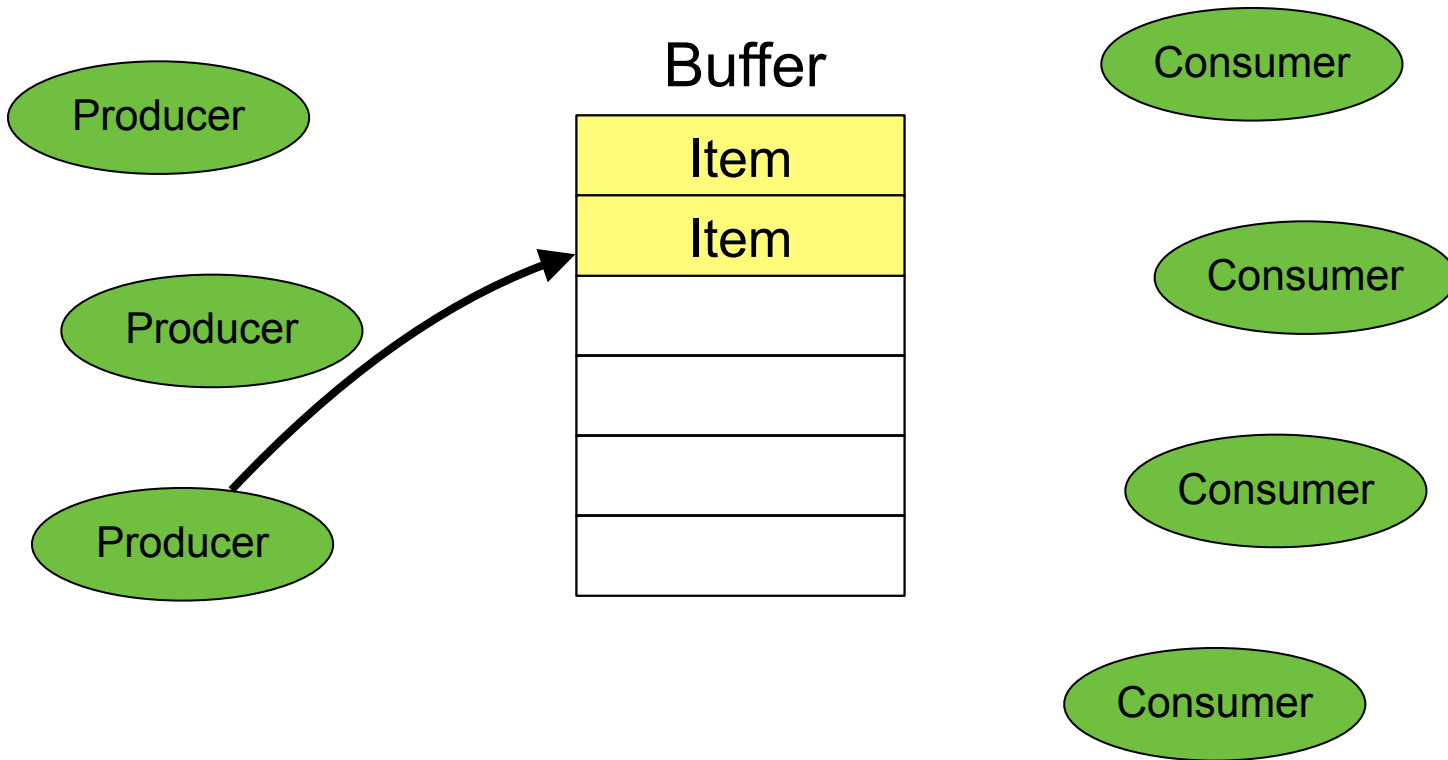 Producer
Producer
Producer
Buffer
Item
Item
Consumer
Consumer
Consumer
Consumer